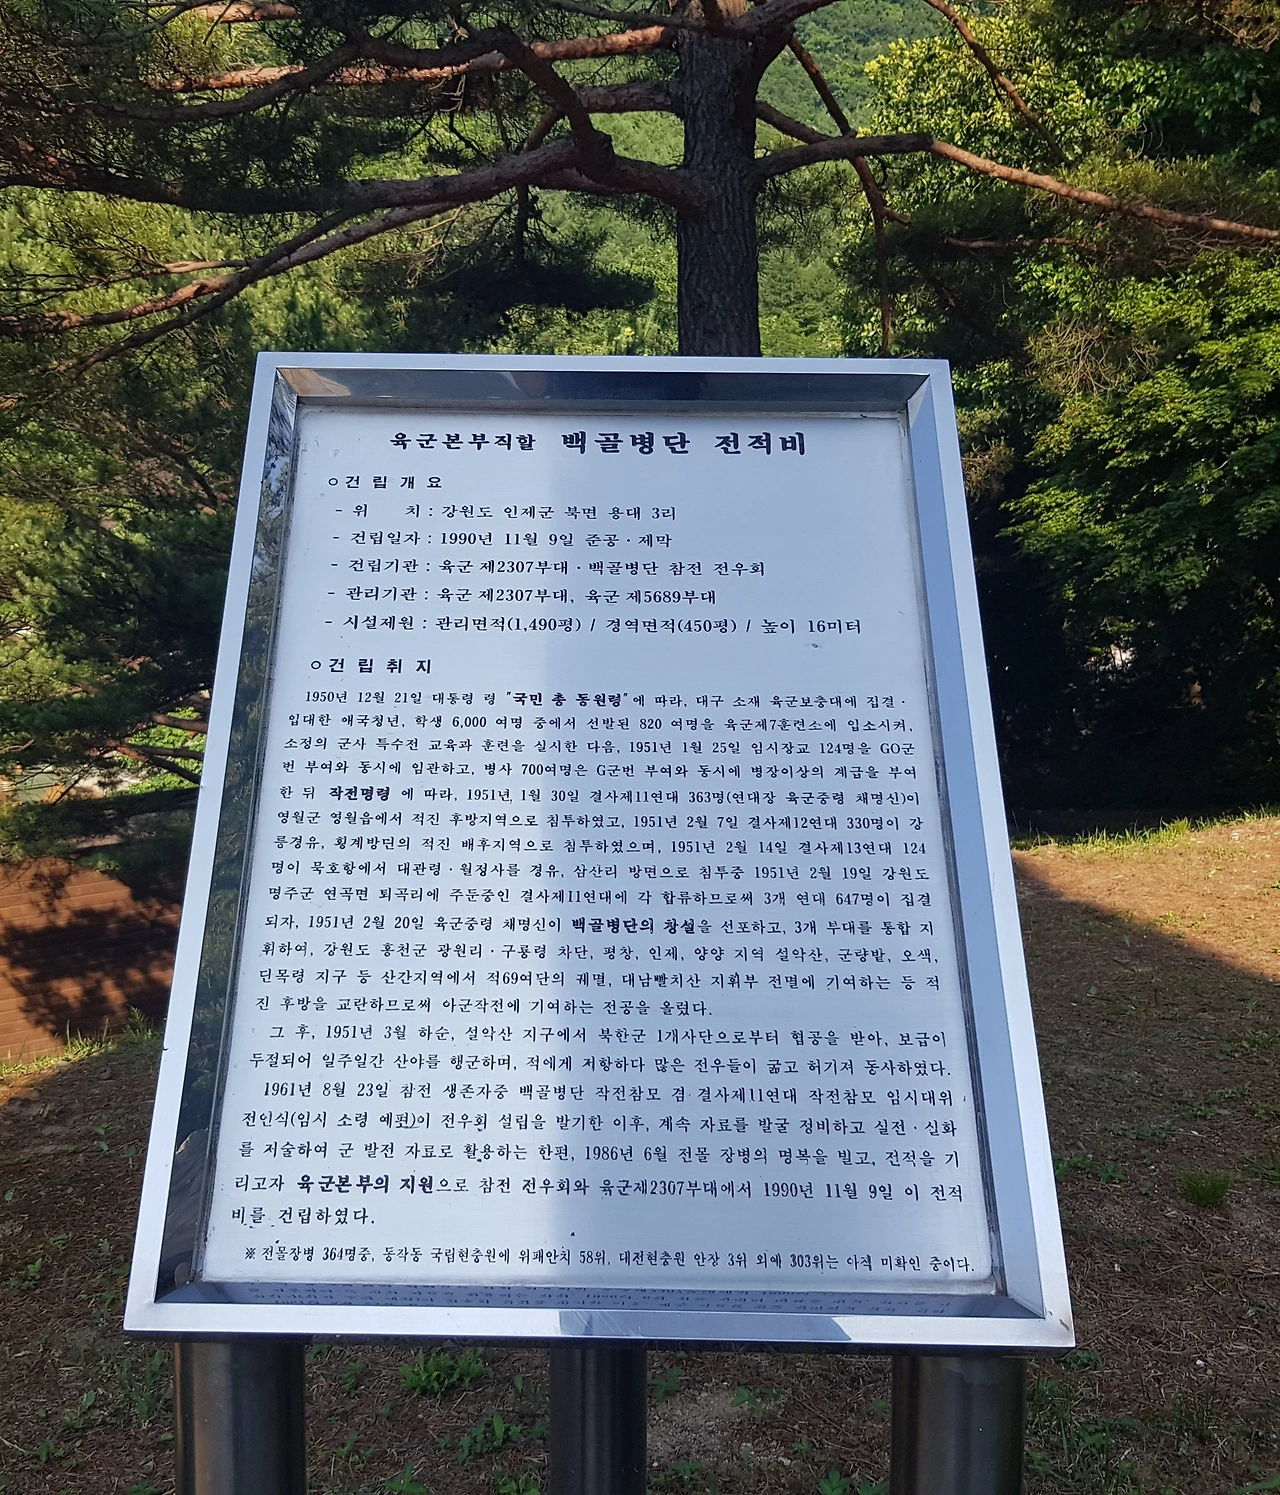 육군본부직할 백골병단 전적비
○건 립 개 요
- 위 치 : 강원도 인제군 북면 용대 3리
- 건립일자 : 1990년 11월 9일 준공 · 제막
- 건립기관 : 육군 제2307부대 · 백골병단 참전 전우회
- 관리기관 : 육군 제2307부대, 육군 제5689부대
- 시설제원 : 관리면적(1,490평) / 경역면적(450평) / 높이 16미터
○건 립 취 지
1950년 12월 21일 대통령 령 "국민 총 동원령"에 따라, 대구 소재 육군보충대에 집결 ·
입대한 애국청년, 학생 6,000 여명 중에서 선발된 820 여명을 육군제7훈련소에 입소시켜,
소정의 군사 특수전 교육과 훈련을 실시한 다음, 1951년 1월 25일 임시장교 124명을 GO군
번 부여와 동시에 임관하고, 병사 700여명은 G군번 부여와 동시에 병장이상의 계급을 부여
한 뒤 작전명령 에 따라, 1951년 1월 30일 결사제11연대 363명(연대장 육군중령 채명신)이
영월군 영월읍에서 적진 후방지역으로 침투하였고, 1951년 2월 7일 결사제12연대 330명이 강
릉경유, 횡계방면의 적진 배후지역으로 침투하였으며, 1951년 2월 14일 결사제13연대 124
명이 묵호항에서 대관령 · 월정사를 경유, 삼산리 방면으로 침투중 1951년 2월 19일 강원도
명주군 연곡면 퇴곡리에 주둔중인 결사제11연대에 각 합류하므로써 3개 연대 647명이 집결
되자, 1951년 2월 20일 육군중령 채명신이 백골병단의 창설을 선포하고, 3개 부대를 통합 지
휘하여, 강원도 홍천군 광원리 · 구룡령 차단, 평창, 인제, 양양 지역 설악산, 군량밭, 오색,
단목령 지구 등 산간지역에서 적69여단의 궤멸, 대남빨치산 지휘부 전멸에 기여하는 등 적
진 후방을 교란하므로써 아군작전에 기여하는 전공을 올렸다.
그 후, 1951년 3월 하순, 설악산 지구에서 북한군 1개사단으로부터 협공을 받아, 보급이
두절되어 일주일간 산야를 행군하며, 적에게 저항하다 많은 전우들이 굶고 허기져 동사하였다.
1961년 8월 23일 참전 생존자중 백골병단 작전참모 겸 결사제11연대 작전참모 임시대위
전인식(임시 소령 예편)이 전우회 설립을 발기한 이후, 계속 자료를 발굴 정비하고 실전 · 실화
를 저술하여 군 발전 자료로 활용하는 한편, 1986년 6월 전몰 장병의 명복을 빌고, 전적을 기
리고자 육군본부의 지원으로 참전 전우회와 육군제2307부대에서 1990년 11월 9일 이 전적
비를 건립하였다.
※ 전몰장병 364명중, 동작동 국립현충원에 위패안치 58위, 대전현충원 안장 3위 외에 303위는 아직 미확인 중이다.